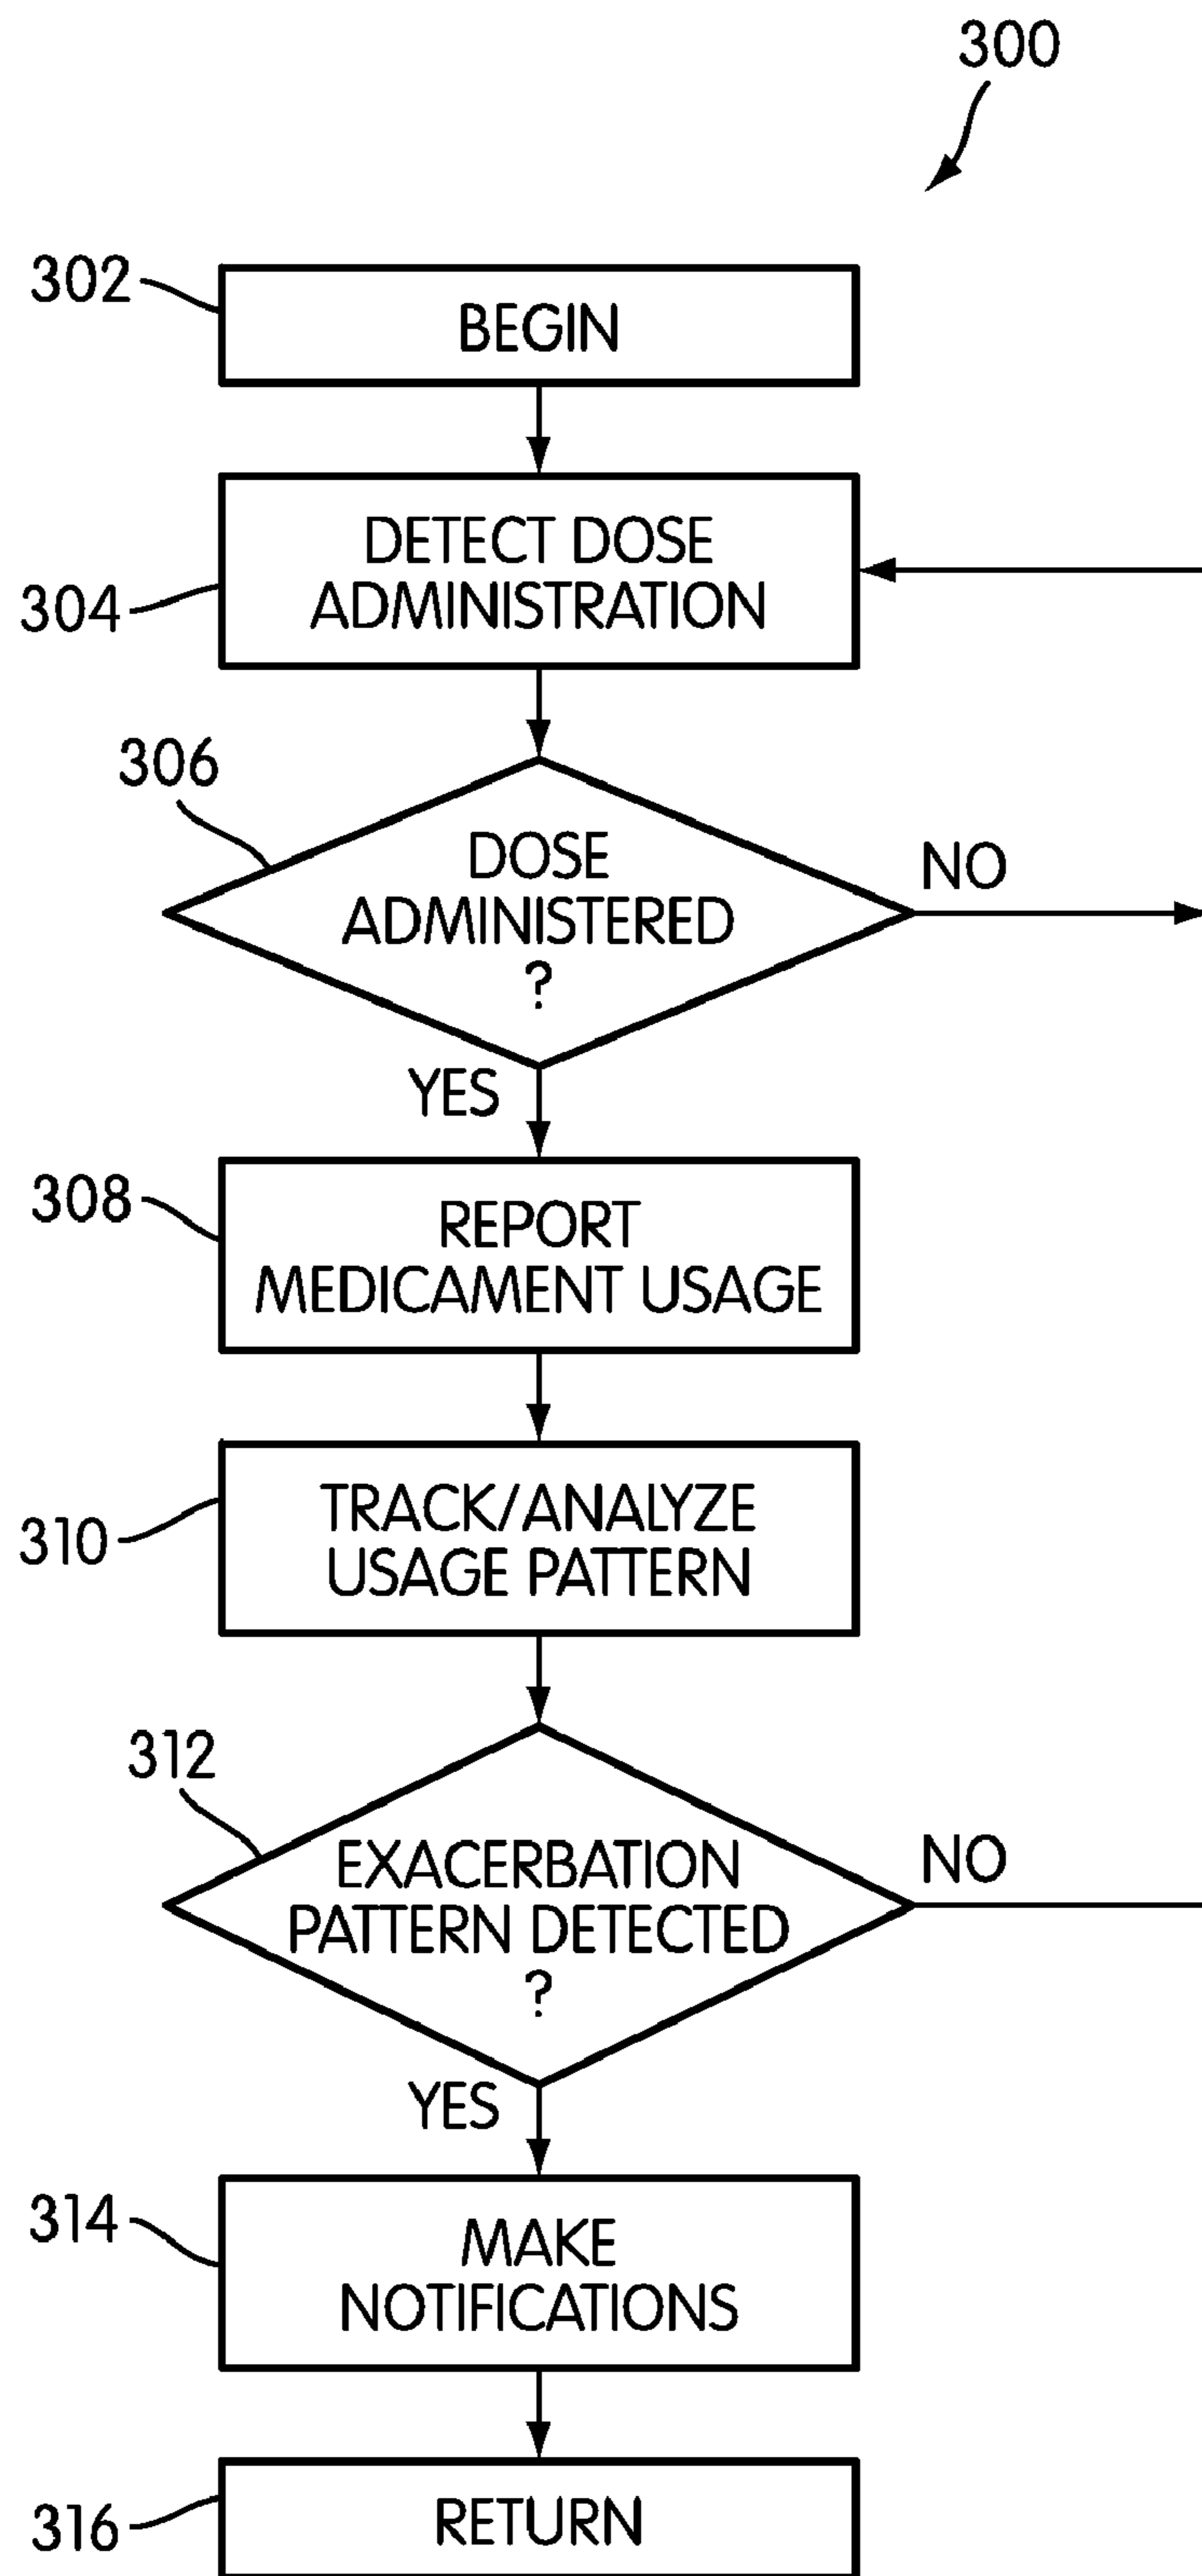 300
302
BEGIN
304
DETECT DOSE
ADMINISTRATION
306
DOSE
ADMINISTERED
?
NO
YES
308
REPORT
MEDICAMENT USAGE
310
TRACK/ANALYZE
USAGE PATTERN
312
EXACERBATION
PATTERN DETECTED
?
NO
YES
314
MAKE
NOTIFICATIONS
316
RETURN